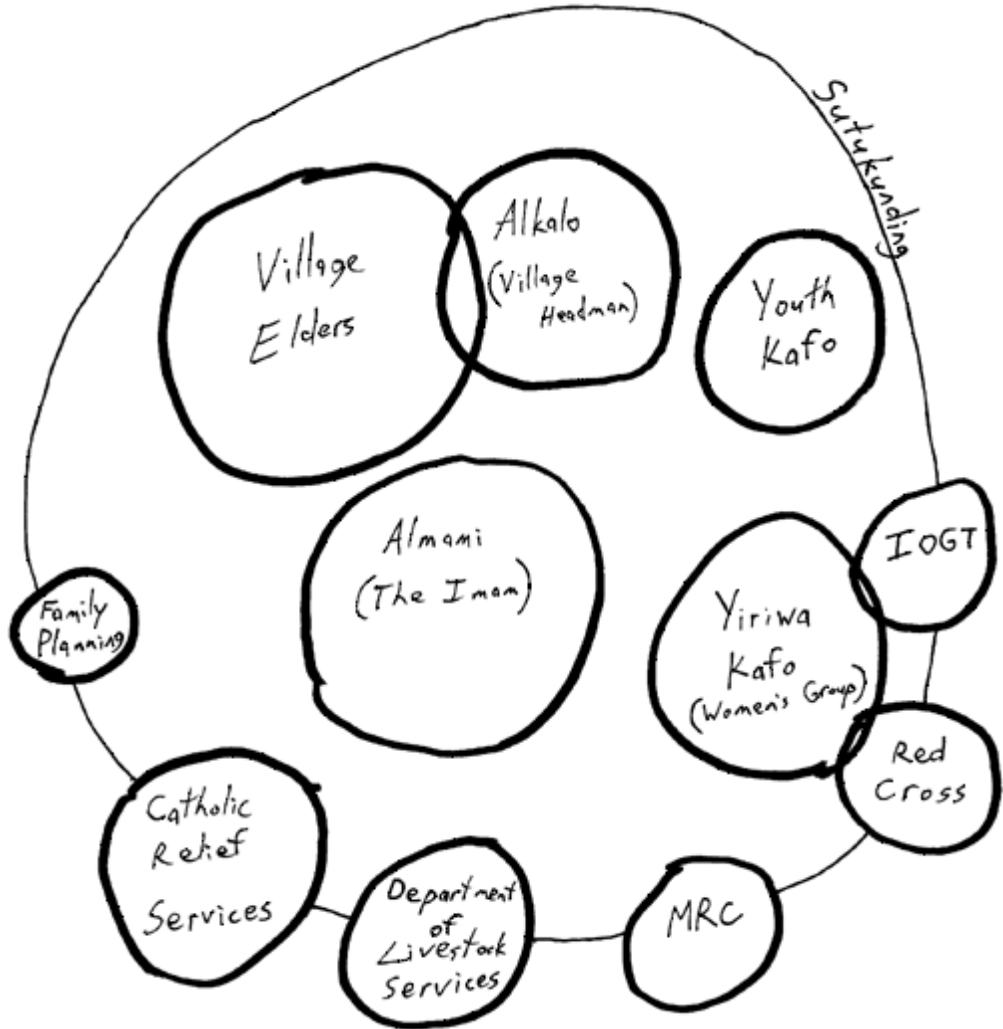 Sutukunding
Village
Elders
Alkalo
(Village
Headman)
Youth
Kafo
Almami
(The Imam)
IOGT
Yiriwa
Kafo
(Women's Group)
Family
Planning
Red
Cross
Catholic
Relief
Services
Department
of
Livestock
Services
MRC